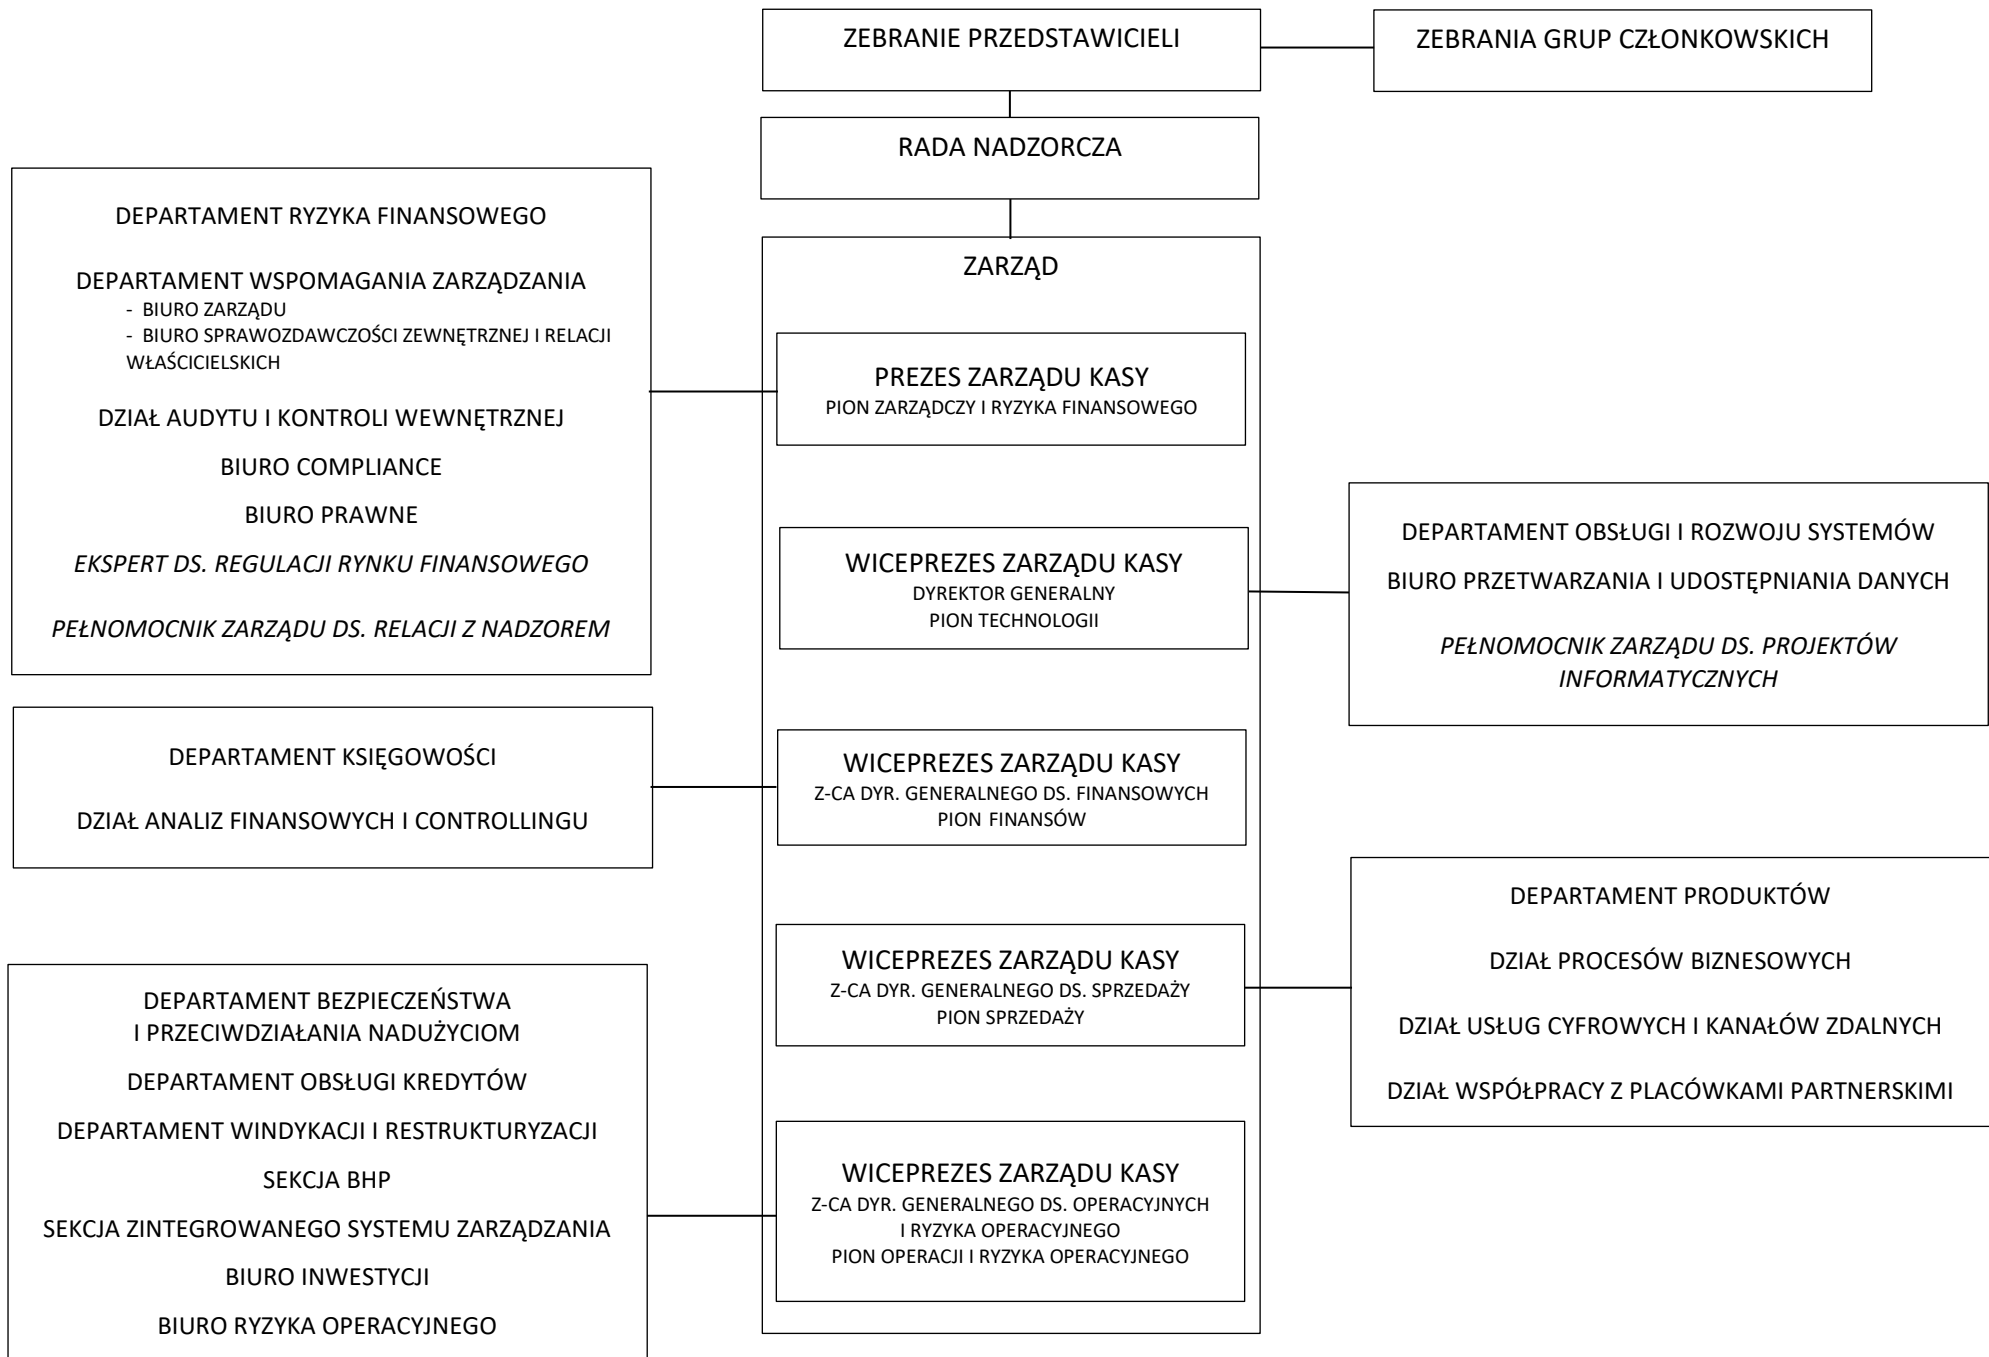 ZEBRANIE PRZEDSTAWICIELI
ZEBRANIA GRUP CZŁONKOWSKICH
RADA NADZORCZA
DEPARTAMENT RYZYKA FINANSOWEGO
DEPARTAMENT WSPOMAGANIA ZARZĄDZANIA
- BIURO ZARZĄDU
- BIURO SPRAWOZDAWCZOŚCI ZEWNĘTRZNEJ I RELACJI
WŁAŚCICIELSKICH
DZIAŁ AUDYTU I KONTROLI WEWNĘTRZNEJ
BIURO COMPLIANCE
BIURO PRAWNE
EKSPERT DS. REGULACJI RYNKU FINANSOWEGO
PEŁNOMOCNIK ZARZĄDU DS. RELACJI Z NADZOREM
ZARZĄD
PREZES ZARZĄDU KASY
PION ZARZĄDCZY I RYZYKA FINANSOWEGO
WICEPREZES ZARZĄDU KASY
DYREKTOR GENERALNY
PION TECHNOLOGII
DEPARTAMENT OBSŁUGI I ROZWOJU SYSTEMÓW
BIURO PRZETWARZANIA I UDOSTĘPNIANIA DANYCH
PEŁNOMOCNIK ZARZĄDU DS. PROJEKTÓW
INFORMATYCZNYCH
DEPARTAMENT KSIĘGOWOŚCI
DZIAŁ ANALIZ FINANSOWYCH I CONTROLLINGU
WICEPREZES ZARZĄDU KASY
Z-CA DYR. GENERALNEGO DS. FINANSOWYCH
PION FINANSÓW
WICEPREZES ZARZĄDU KASY
Z-CA DYR. GENERALNEGO DS. SPRZEDAŻY
PION SPRZEDAŻY
DEPARTAMENT PRODUKTÓW
DZIAŁ PROCESÓW BIZNESOWYCH
DZIAŁ USŁUG CYFROWYCH I KANAŁÓW ZDALNYCH
DZIAŁ WSPÓŁPRACY Z PLACÓWKAMI PARTNERSKIMI
DEPARTAMENT BEZPIECZEŃSTWA
I PRZECIWDZIAŁANIA NADUŻYCIOM
DEPARTAMENT OBSŁUGI KREDYTÓW
DEPARTAMENT WINDYKACJI I RESTRUKTURYZACJI
SEKCJA BHP
SEKCJA ZINTEGROWANEGO SYSTEMU ZARZĄDZANIA
BIURO INWESTYCJI
BIURO RYZYKA OPERACYJNEGO
WICEPREZES ZARZĄDU KASY
Z-CA DYR. GENERALNEGO DS. OPERACYJNYCH
I RYZYKA OPERACYJNEGO
PION OPERACJI I RYZYKA OPERACYJNEGO